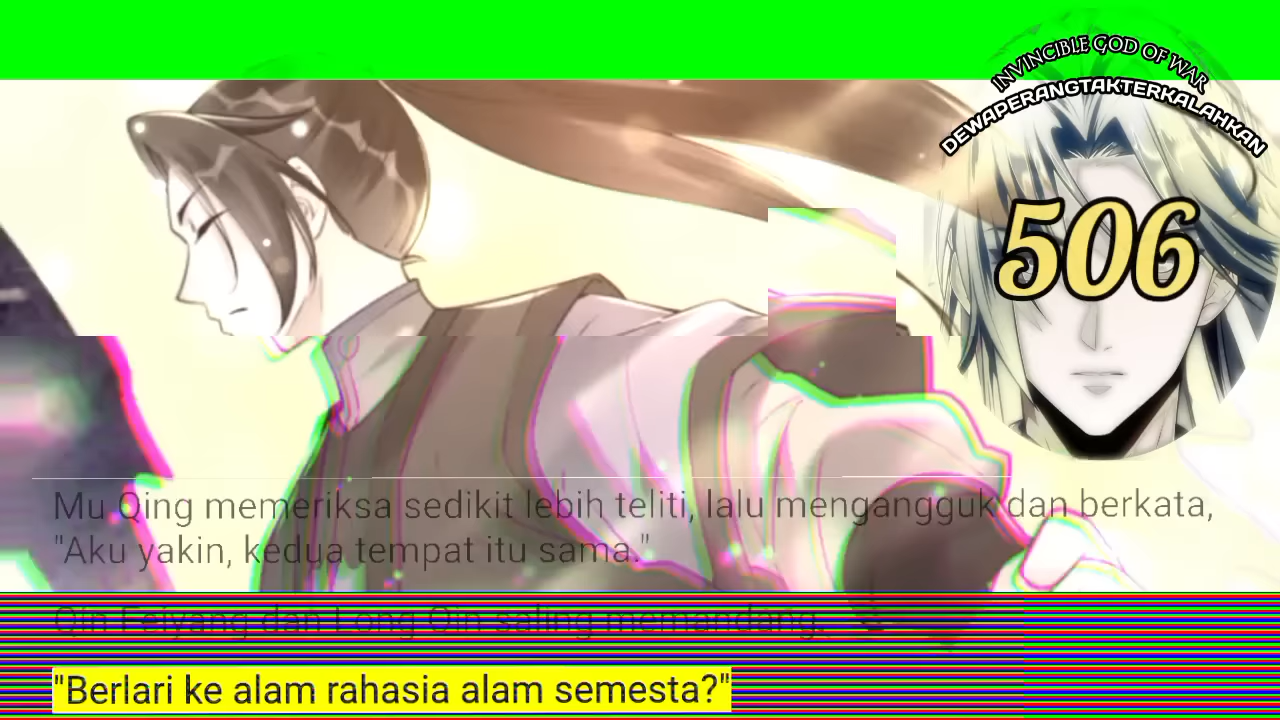 INVINCIBLE GOD OF WAR
DEWAPERANGTAKTERKALAHKAN
506
Mu Qing memeriksa sedikit lebih teliti, lalu mengangguk dan berkata,
"Aku yakin, kedua tempat itu sama."
Qin Feiyang dan Long Qin saling memandang.
"Berlari ke alam rahasia alam semesta?"